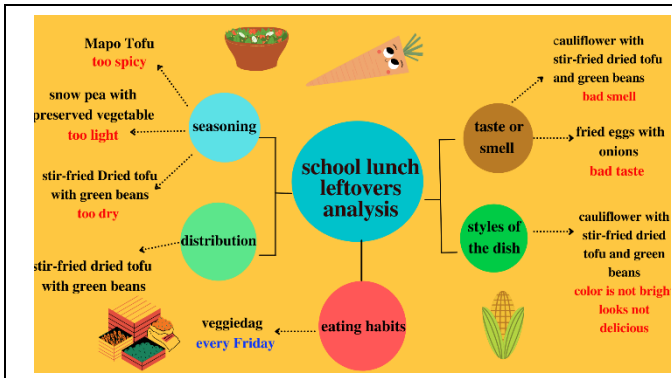 Mapo Tofu
too spicy
snow pea with
preserved vegetable
too light
stir-fried Dried tofu
with green beans
too dry
seasoning
distribution
stir-fried dried tofu
with green beans
school lunch
leftovers
analysis
veggiedag
every Friday
eating habits
taste or
smell
cauliflower with
stir-fried dried tofu
and green beans
bad smell
fried eggs with
onions
bad taste
styles of
the dish
cauliflower with
stir-fried dried
tofu and green
beans
color is not brigh
looks not
delicious